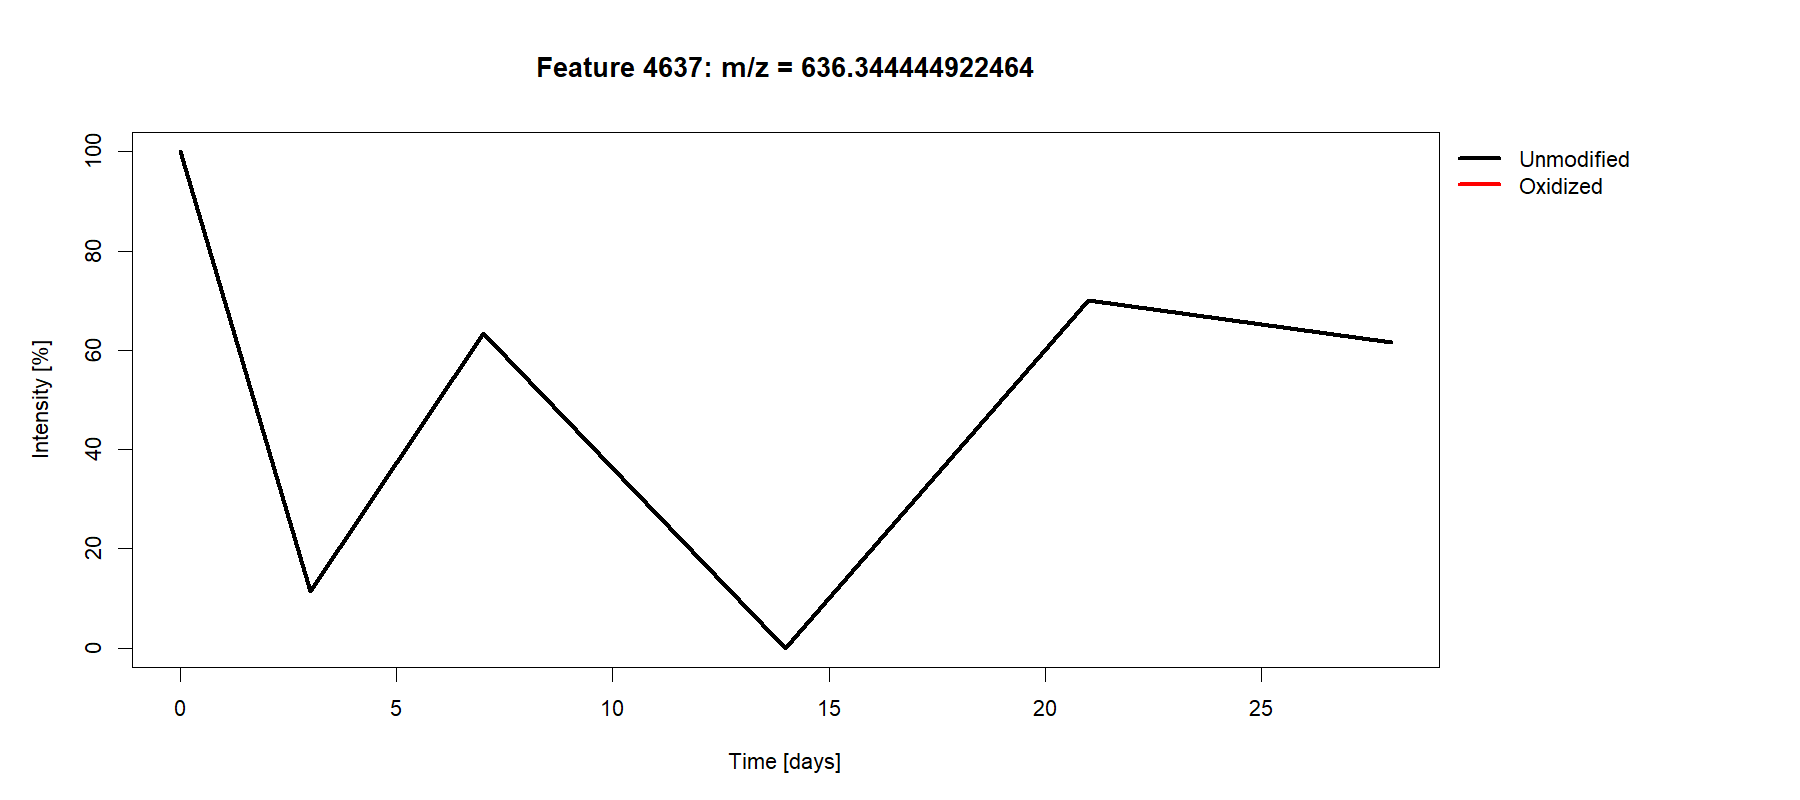 Feature 4637: m/z = 636.344444922464
100
80
60
40
20
0
Intensity [%]
0 5 10 15 20 25
Time [days]
Unmodified
Oxidized